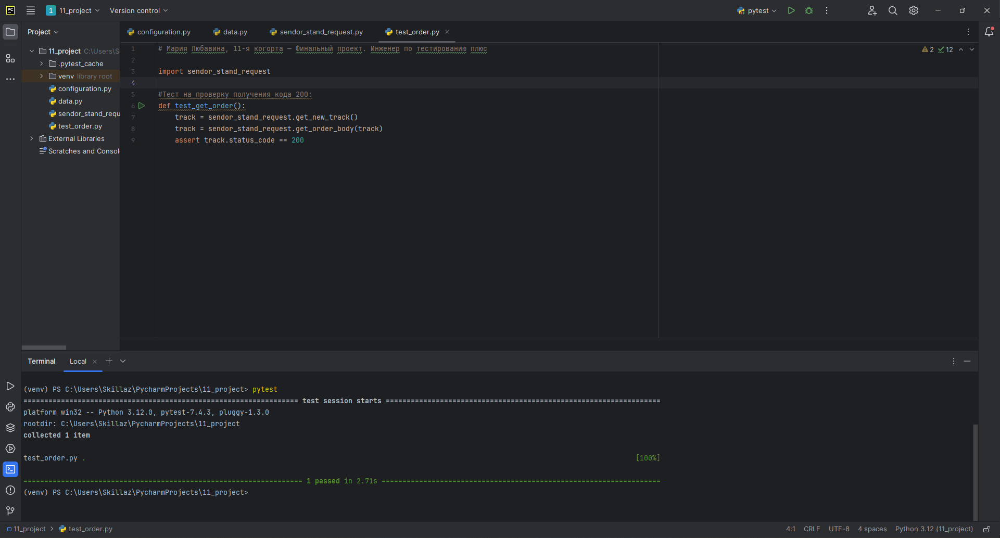 PC 1 11_project Version control pytest
Project
configuration.py data.py sendor_stand_request.py test_order.py
11_project C:\Users\S
.pytest_cache
venv library root
configuration.py
data.py
sendor_stand_requ
test_order.py
External Libraries
Scratches and Consol
2 12
1 # Мария Любавина, 11-я когорта — Финальный проект. Инженер по тестированию плюс
2
3 import sendor_stand_request
4
5 #Тест на проверку получения кода 200:
6 def test_get_order():
7 track = sendor_stand_request.get_new_track()
8 track = sendor_stand_request.get_order_body(track)
9 assert track.status_code == 200
Terminal Local
(venv) PS C:\Users\Skillaz\PycharmProjects\11_project> pytest
================================================================== test session starts ==================================================================
platform win32 -- Python 3.12.0, pytest-7.4.3, pluggy-1.3.0
rootdir: C:\Users\Skillaz\PycharmProjects\11_project
collected 1 item
test_order.py . [100%]
=================================================================== 1 passed in 2.71s ===================================================================
(venv) PS C:\Users\Skillaz\PycharmProjects\11_project>
11_project > test_order.py 4:1 CRLF UTF-8 4 spaces Python 3.12 (11_project)